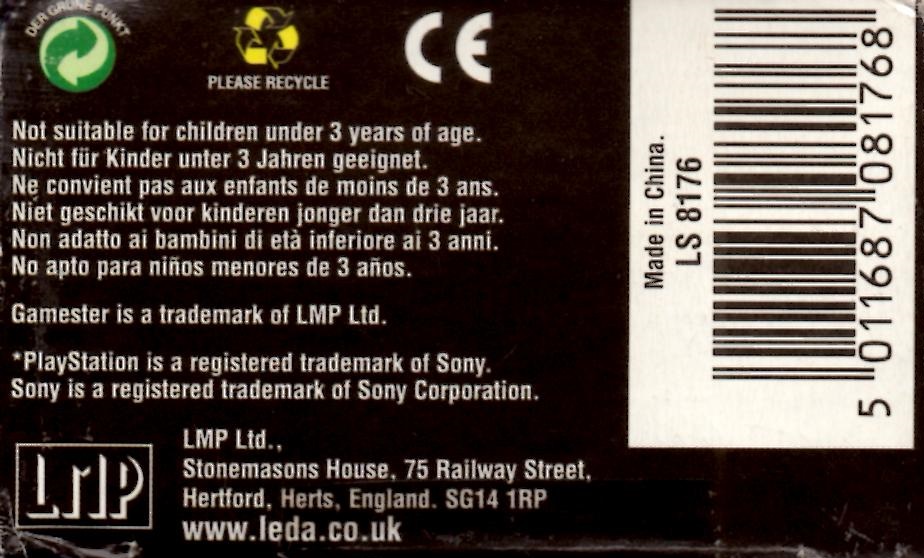 DER GRÜNE PUNKT
PLEASE RECYCLE
CE
Not suitable for children under 3 years of age.
Nicht für Kinder unter 3 Jahren geeignet.
Ne convient pas aux enfants de moins de 3 ans.
Niet geschikt voor kinderen jonger dan drie jaar.
Non adatto ai bambini di età inferiore ai 3 anni.
No apto para niños menores de 3 años.
Gamester is a trademark of LMP Ltd.
*PlayStation is a registered trademark of Sony.
Sony is a registered trademark of Sony Corporation.
LMP
LMP Ltd.,
Stonemasons House, 75 Railway Street,
Hertford, Herts, England. SG14 1RP
www.leda.co.uk
Made in China.
LS 8176
5 011687 081768